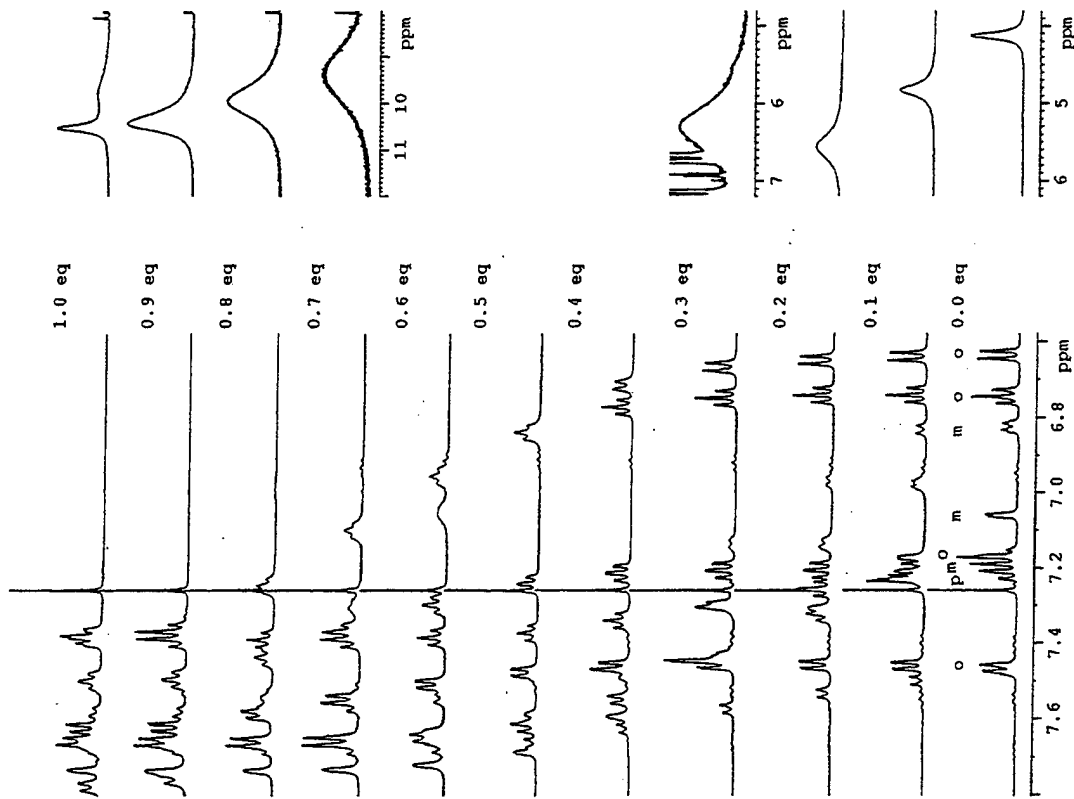 ppm
10
11
ppm
6
7
ppm
5
6
1.0 eq
0.9 eq
0.8 eq
0.7 eq
0.6 eq
0.5 eq
0.4 eq
0.3 eq
0.2 eq
0.1 eq
0.0 eq
o
o
m
m
o
m
p
o
ppm
6.8
7.0
7.2
7.4
7.6